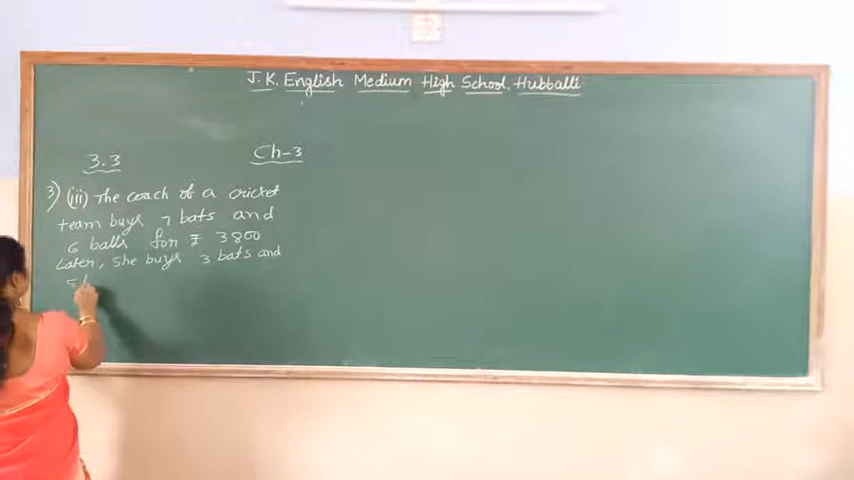 J.K. English Medium High School, Hubballi
3.3 Ch-3
3) (iii) The coach of a cricket
team buys 7 bats and
6 balls for ₹ 3800
Later, she buys 3 bats and
5